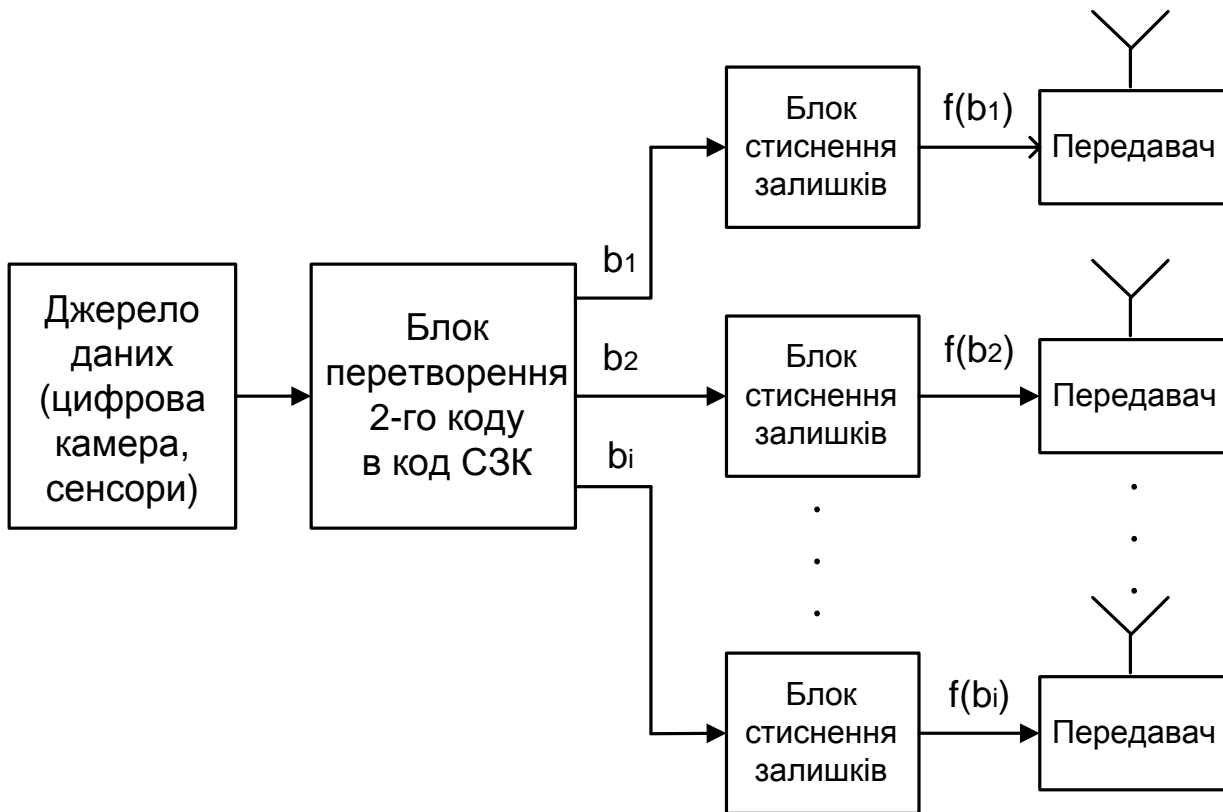 Джерело
даних
(цифрова
камера,
сенсори)
Блок
перетворення
2-го коду
в код СЗК
b1
b2
bi
Блок
стиснення
залишків
f(b1)
Передавач
Блок
стиснення
залишків
f(b2)
Передавач
Блок
стиснення
залишків
f(bi)
Передавач